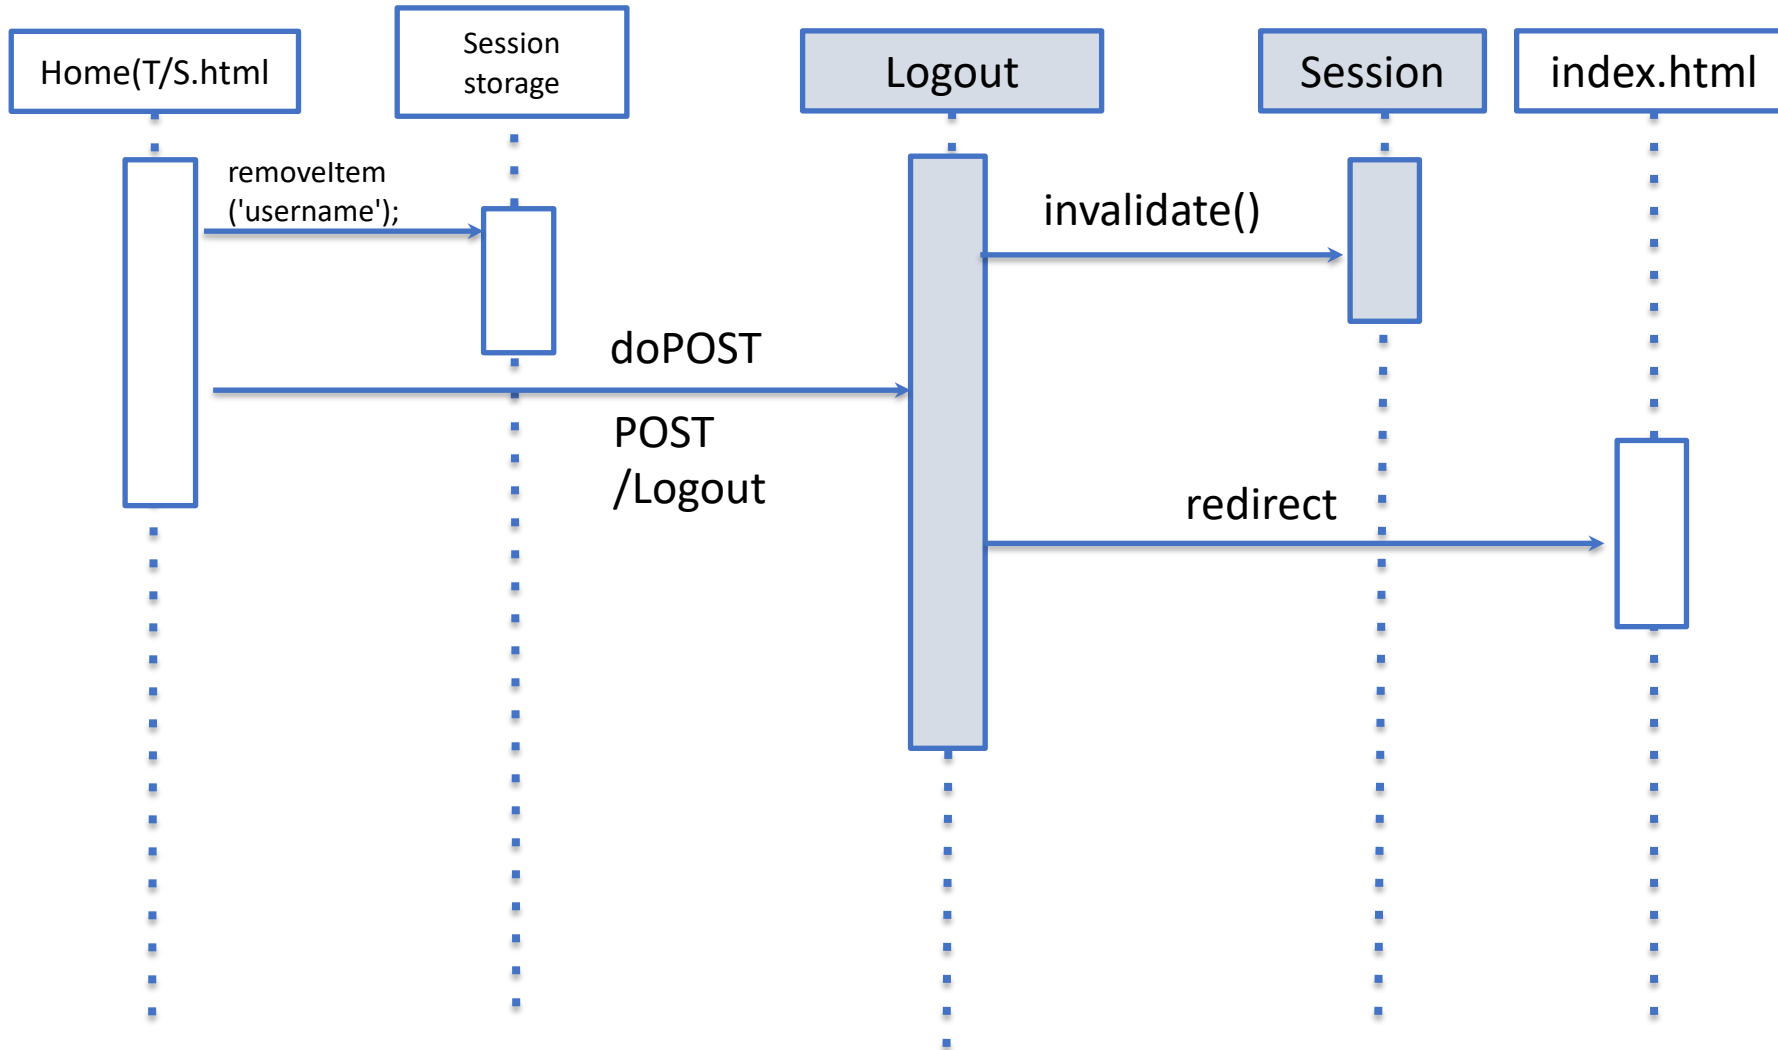 Home(T/S.html
Session
storage
Logout
Session
index.html
removeItem
('username');
invalidate()
doPOST
POST
/Logout
redirect